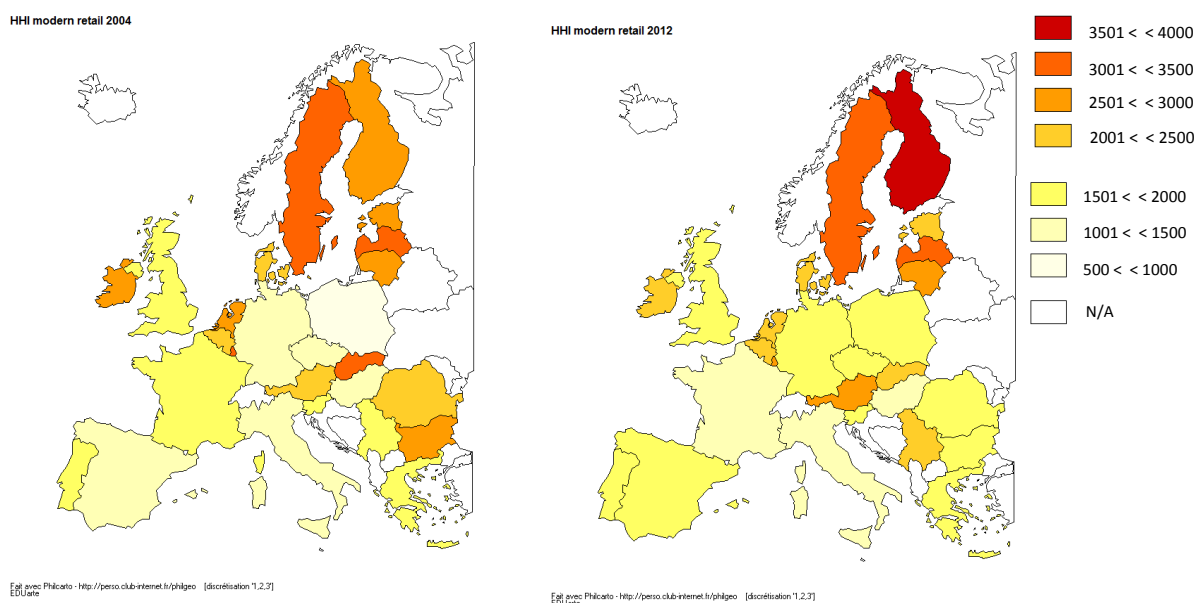 HHI modern retail 2004
HHI modern retail 2012
3501 < < 4000
3001 < < 3500
2501 < < 3000
2001 < < 2500
1501 < < 2000
1001 < < 1500
500 < < 1000
N/A
Fait avec Philcarto - http://perso.club-internet.fr/philgeo [discrétisation "1,2,3"]
EDUarte
Fait avec Philcarto - http://perso.club-internet.fr/philgeo [discrétisation "1,2,3"]
EDUarte